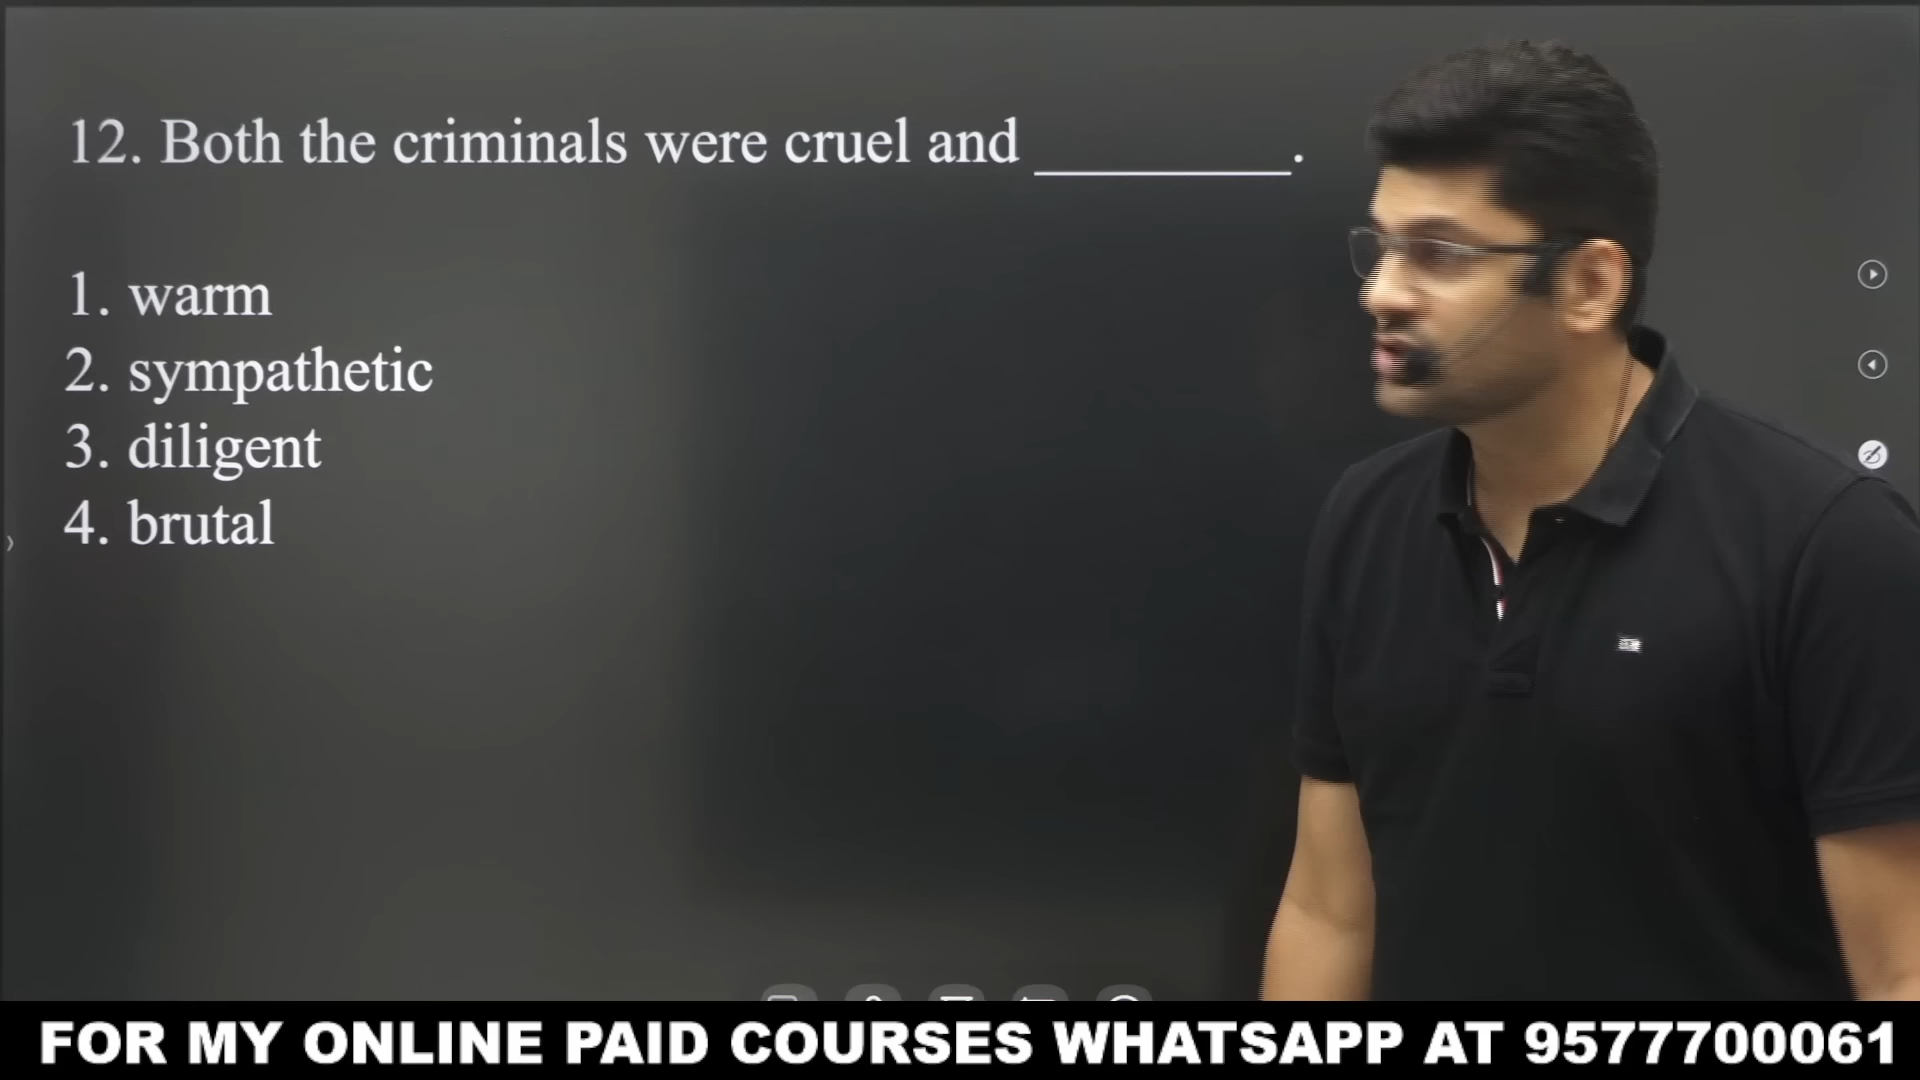 12. Both the criminals were cruel and ________.
1. warm
2. sympathetic
3. diligent
4. brutal
FOR MY ONLINE PAID COURSES WHATSAPP AT 9577700061